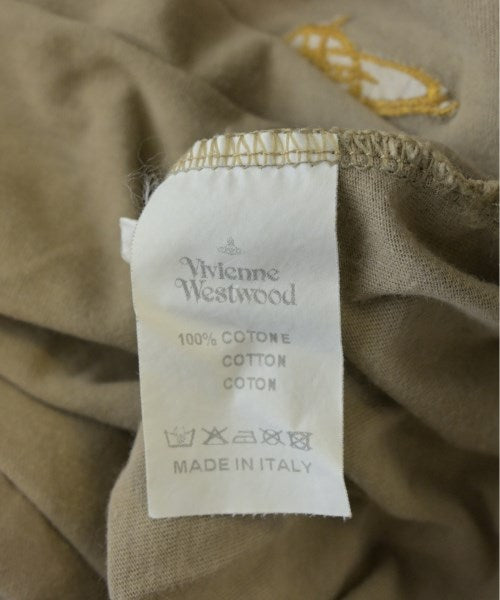 Vivienne
Westwood
100% COTONE
COTTON
COTON
MADE IN ITALY